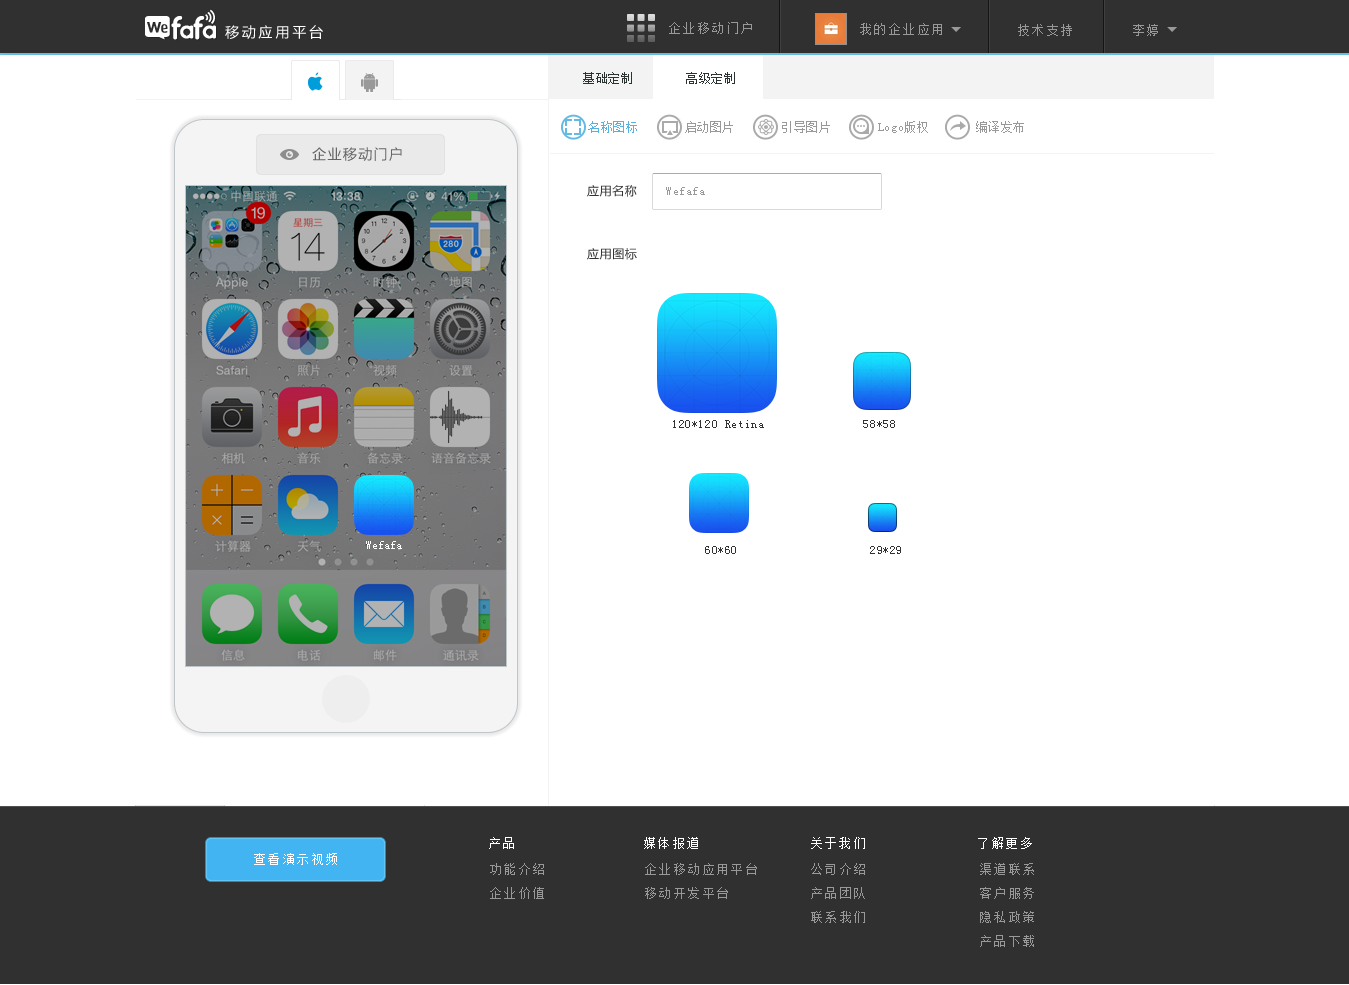 Wefafa 移动应用平台
企业移动门户
我的企业应用
技术支持
李婷
基础定制
高级定制
名称图标
启动图片
引导图片
Logo版权
编译发布
企业移动门户
中国联通 13:38 41%
19
星期三
14
280
Apple 日历 时钟 地图
Safari 照片 视频 设置
相机 音乐 备忘录 语音备忘录
计算器 天气 Wefafa
信息 电话 邮件 通讯录
应用名称 Wefafa
应用图标
120*120 Retina 58*58
60*60 29*29
查看演示视频
产品
功能介绍
企业价值
媒体报道
企业移动应用平台
移动开发平台
关于我们
公司介绍
产品团队
联系我们
了解更多
渠道联系
客户服务
隐私政策
产品下载